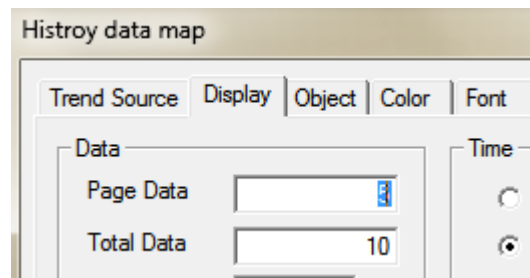 Histroy data map
Trend Source Display Object Color Font
Data Time
Page Data
Total Data 10